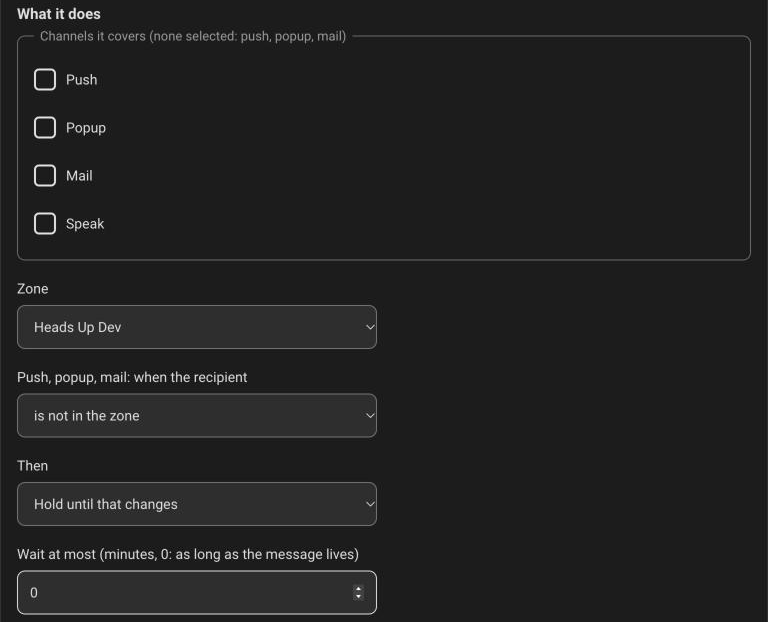 What it does
Channels it covers (none selected: push, popup, mail)
Push
Popup
Mail
Speak
Zone
Heads Up Dev
Push, popup, mail: when the recipient
is not in the zone
Then
Hold until that changes
Wait at most (minutes, 0: as long as the message lives)
0